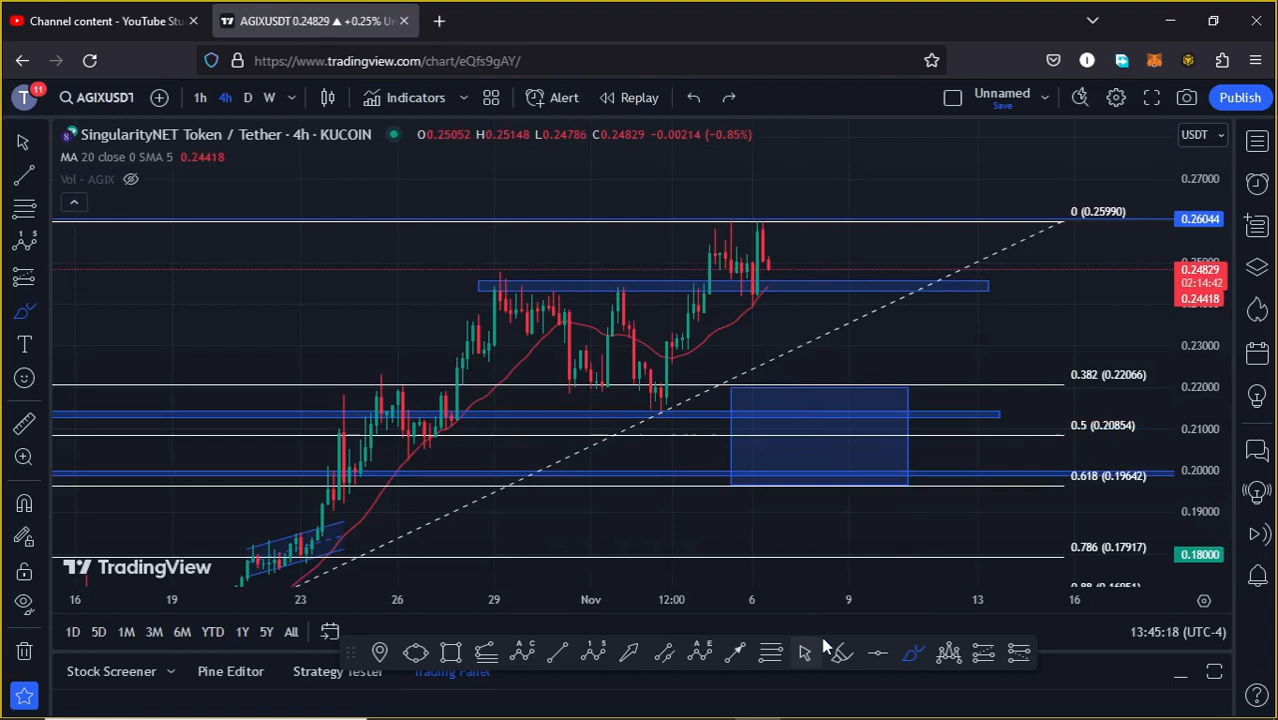 Channel content - YouTube Stu
AGIXUSDT 0.24829 ▲ +0.25% Un
https://www.tradingview.com/chart/eQfs9gAY/
T
11
AGIXUSDT
1h
4h
D
W
Indicators
Alert
Replay
Unnamed
Save
Publish
SingularityNET Token / Tether · 4h · KUCOIN
O0.25052 H0.25148 L0.24786 C0.24829 -0.00214 (-0.85%)
USDT
MA 20 close 0 SMA 5 0.24418
Vol · AGIX
0.27000
0 (0.25990)
0.26044
0.24829
02:14:42
0.24418
0.23000
0.382 (0.22066)
0.22000
0.5 (0.20854)
0.21000
0.618 (0.19642)
0.20000
0.19000
0.786 (0.17917)
0.18000
TradingView
16
19
23
26
29
Nov
12:00
6
9
13
16
1D
5D
1M
3M
6M
YTD
1Y
5Y
All
13:45:18 (UTC-4)
Stock Screener
Pine Editor
Strategy Tester
Trading Panel